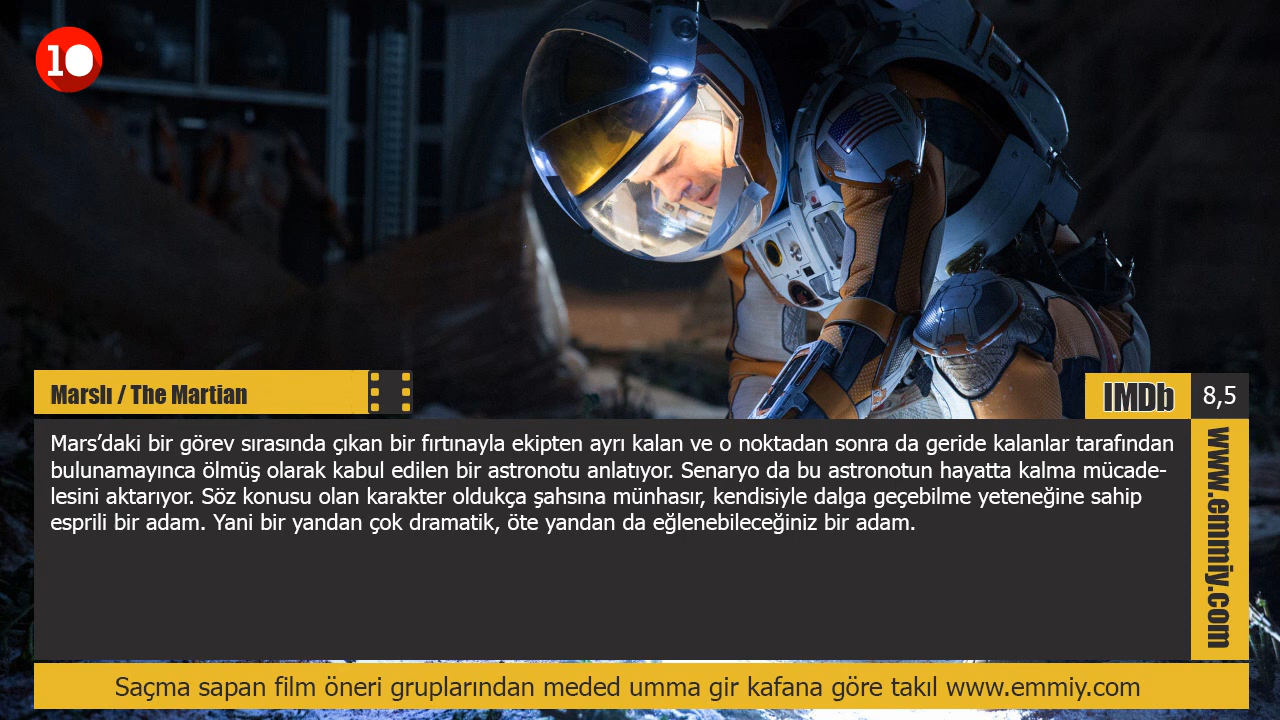 10
Marslı / The Martian
IMDb 8,5
Mars’daki bir görev sırasında çıkan bir fırtınayla ekipten ayrı kalan ve o noktadan sonra da geride kalanlar tarafından
bulunamayınca ölmüş olarak kabul edilen bir astronotu anlatıyor. Senaryo da bu astronotun hayatta kalma mücade-
lesini aktarıyor. Söz konusu olan karakter oldukça şahsına münhasır, kendisiyle dalga geçebilme yeteneğine sahip
esprili bir adam. Yani bir yandan çok dramatik, öte yandan da eğlenebileceğiniz bir adam.
www.emmiy.com
Saçma sapan film öneri gruplarından meded umma gir kafana göre takıl www.emmiy.com